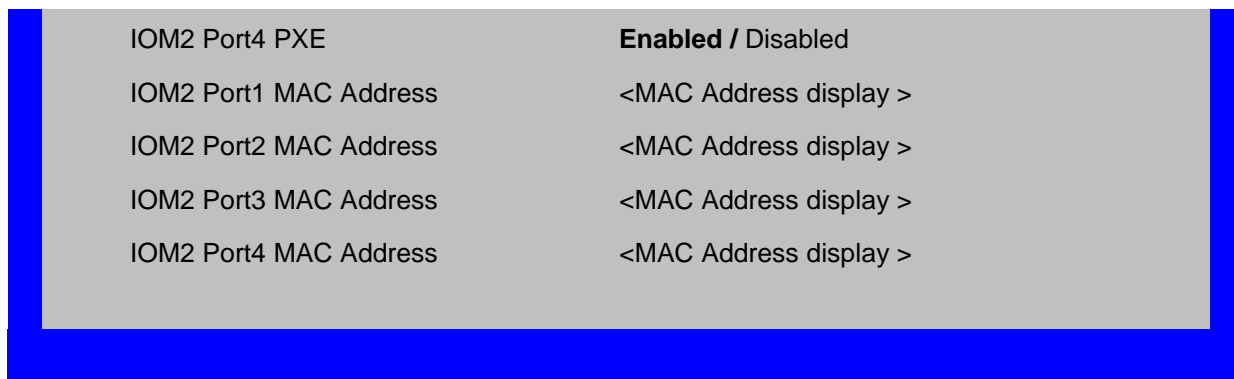 IOM2 Port4 PXE Enabled / Disabled
IOM2 Port1 MAC Address <MAC Address display >
IOM2 Port2 MAC Address <MAC Address display >
IOM2 Port3 MAC Address <MAC Address display >
IOM2 Port4 MAC Address <MAC Address display >